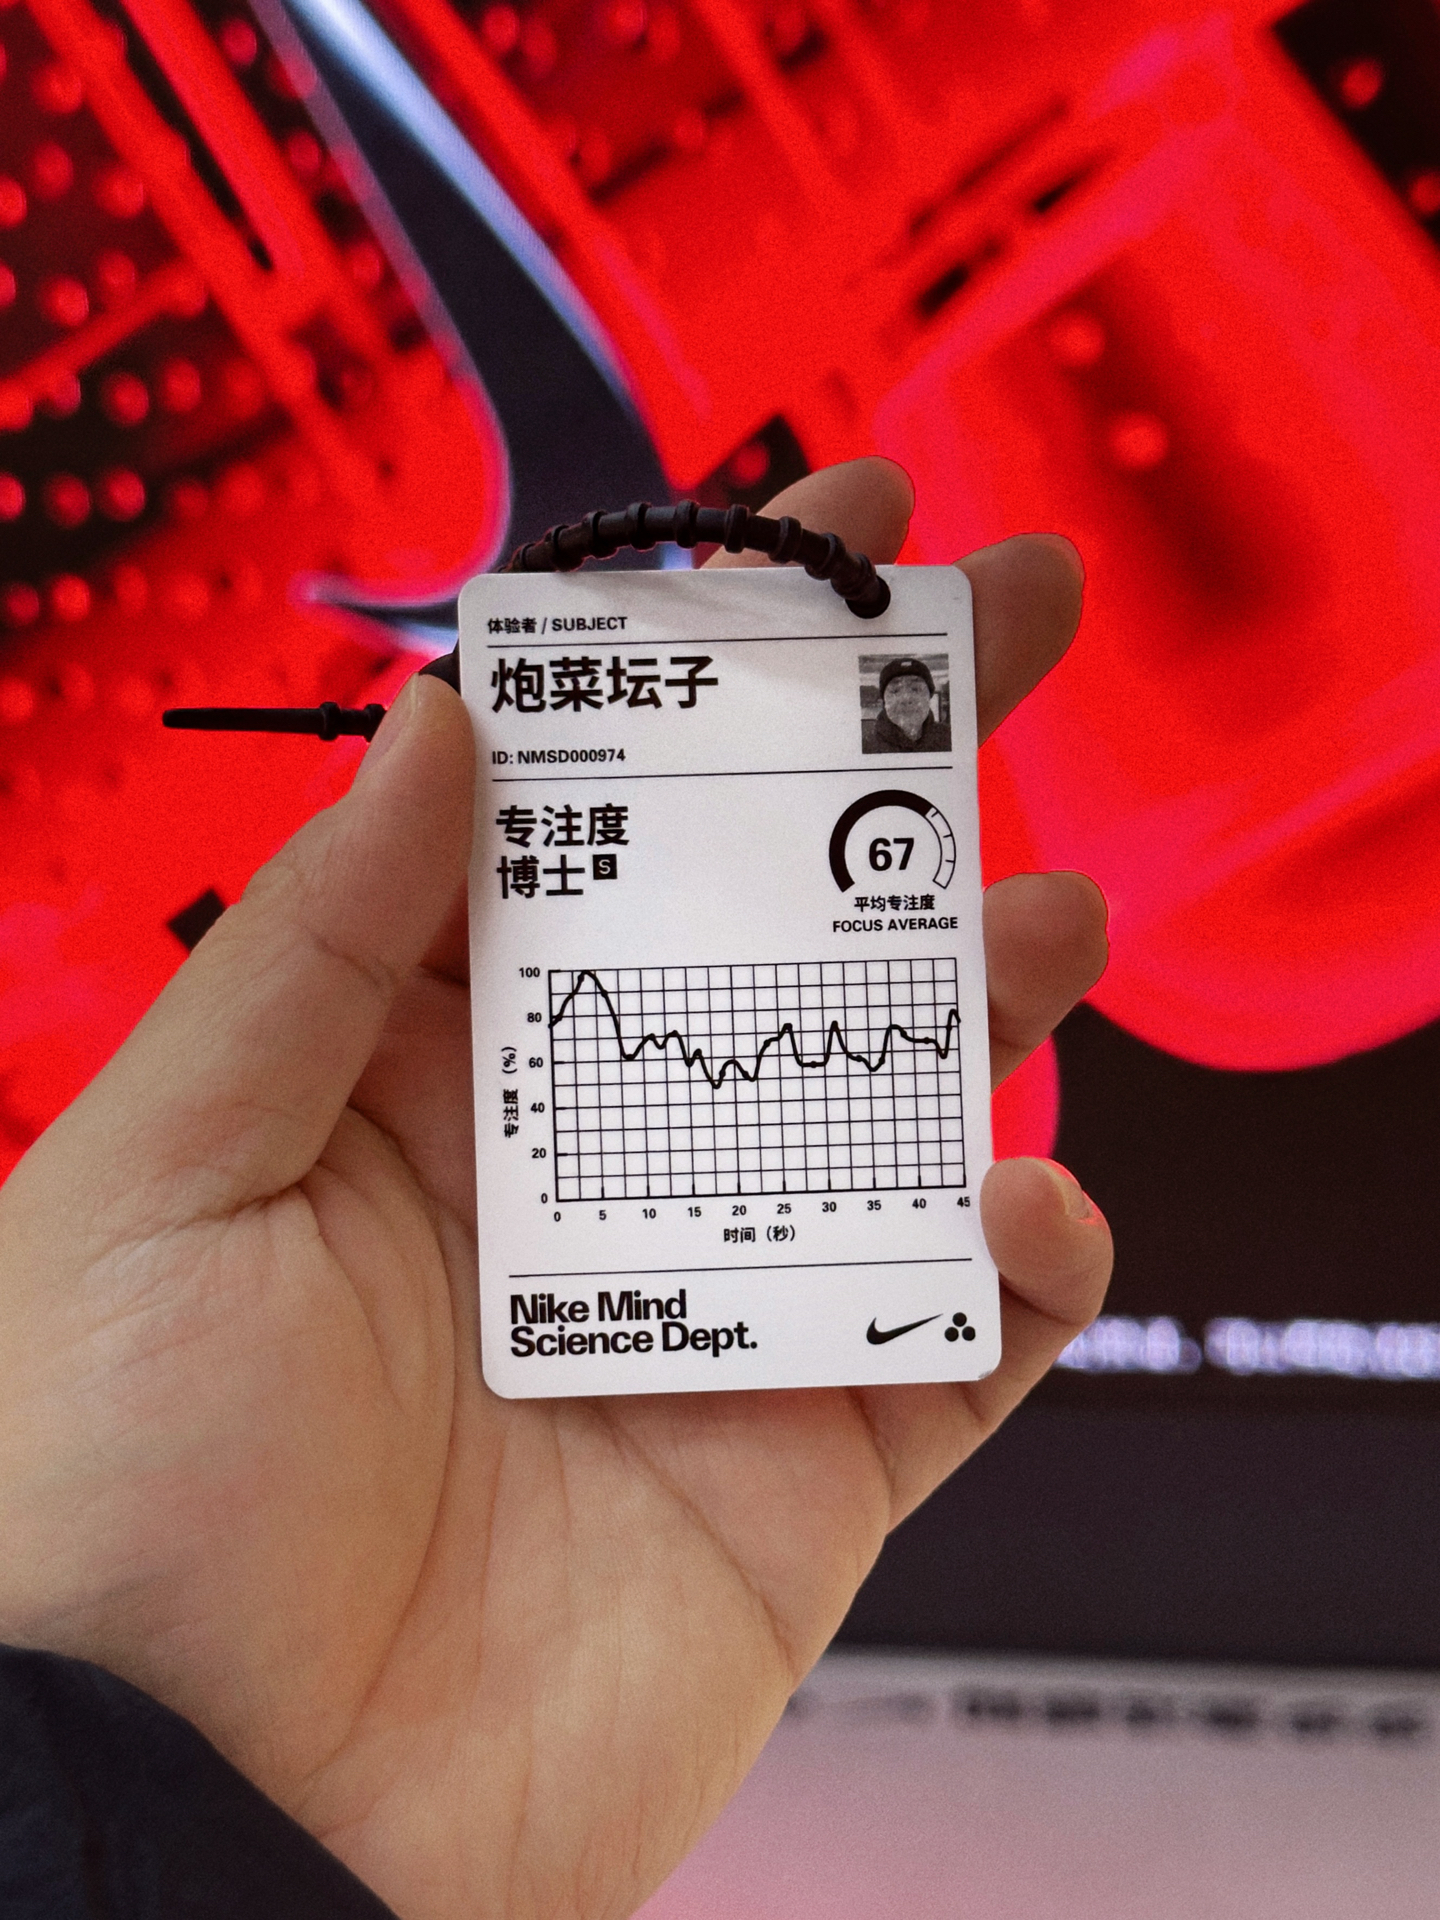 体验者 / SUBJECT
炮菜坛子
ID: NMSD000974
专注度
博士 S
67
平均专注度
FOCUS AVERAGE
专注度 (%)
100
80
60
40
20
0
0 5 10 15 20 25 30 35 40 45
时间 (秒)
Nike Mind
Science Dept.